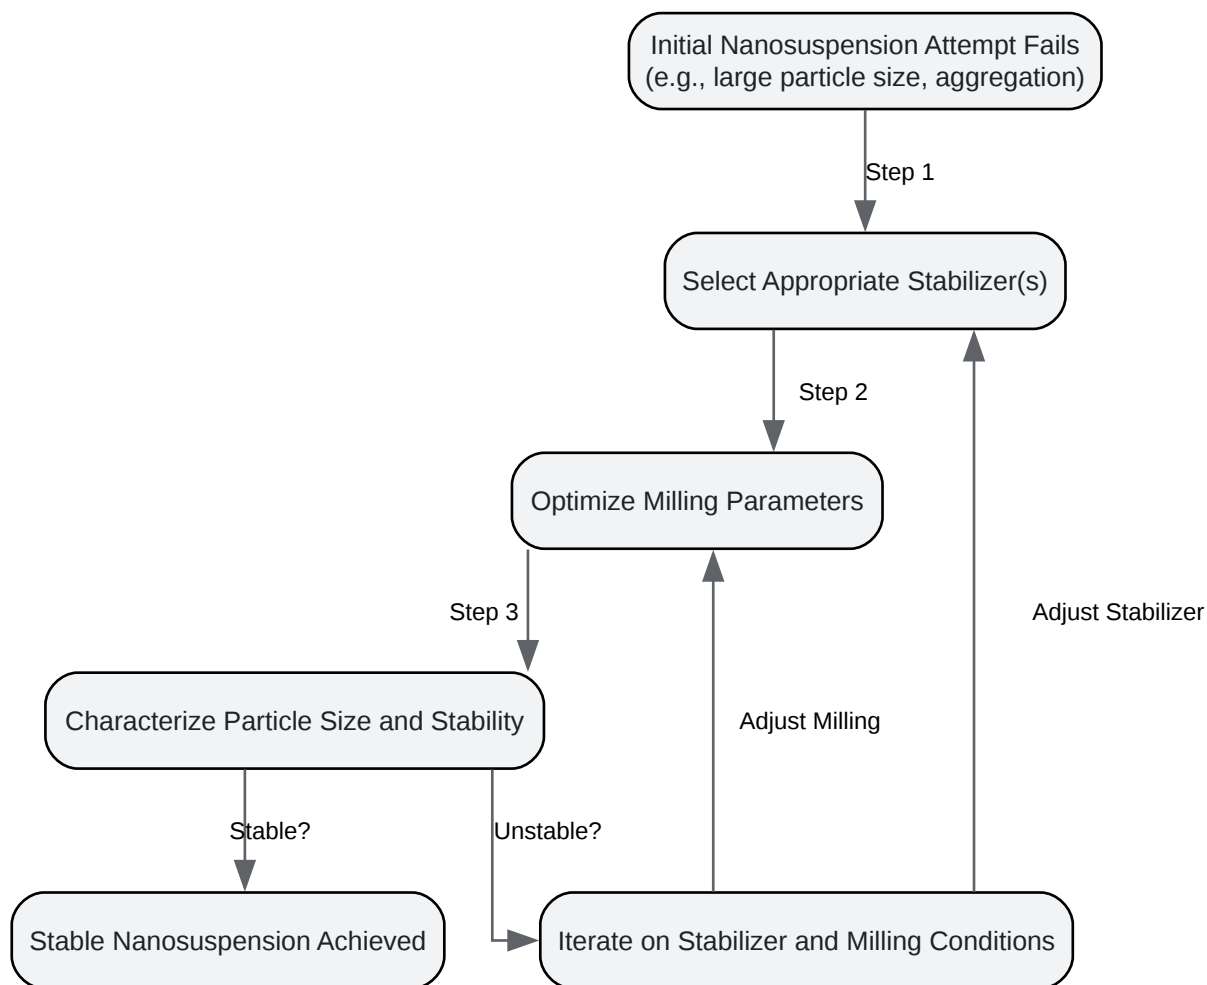 Initial Nanosuspension Attempt Fails
(e.g., large particle size, aggregation)
Step 1
Select Appropriate Stabilizer(s)
Step 2
Optimize Milling Parameters
Step 3
Adjust Stabilizer
Characterize Particle Size and Stability
Adjust Milling
Stable?
Unstable?
Stable Nanosuspension Achieved
Iterate on Stabilizer and Milling Conditions